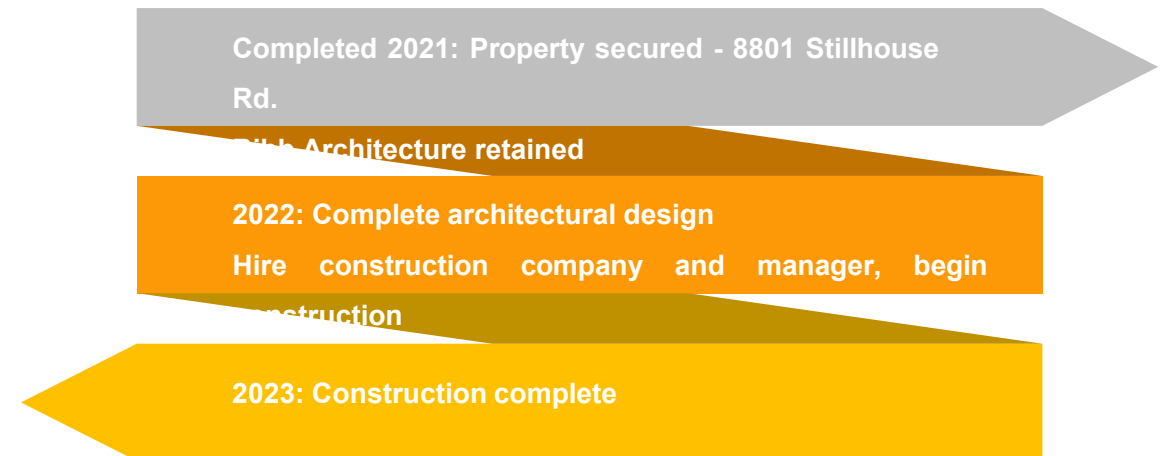 Completed 2021: Property secured - 8801 Stillhouse
Rd.
Architecture retained
2022: Complete architectural design
Hire construction company and manager, begin
construction
2023: Construction complete